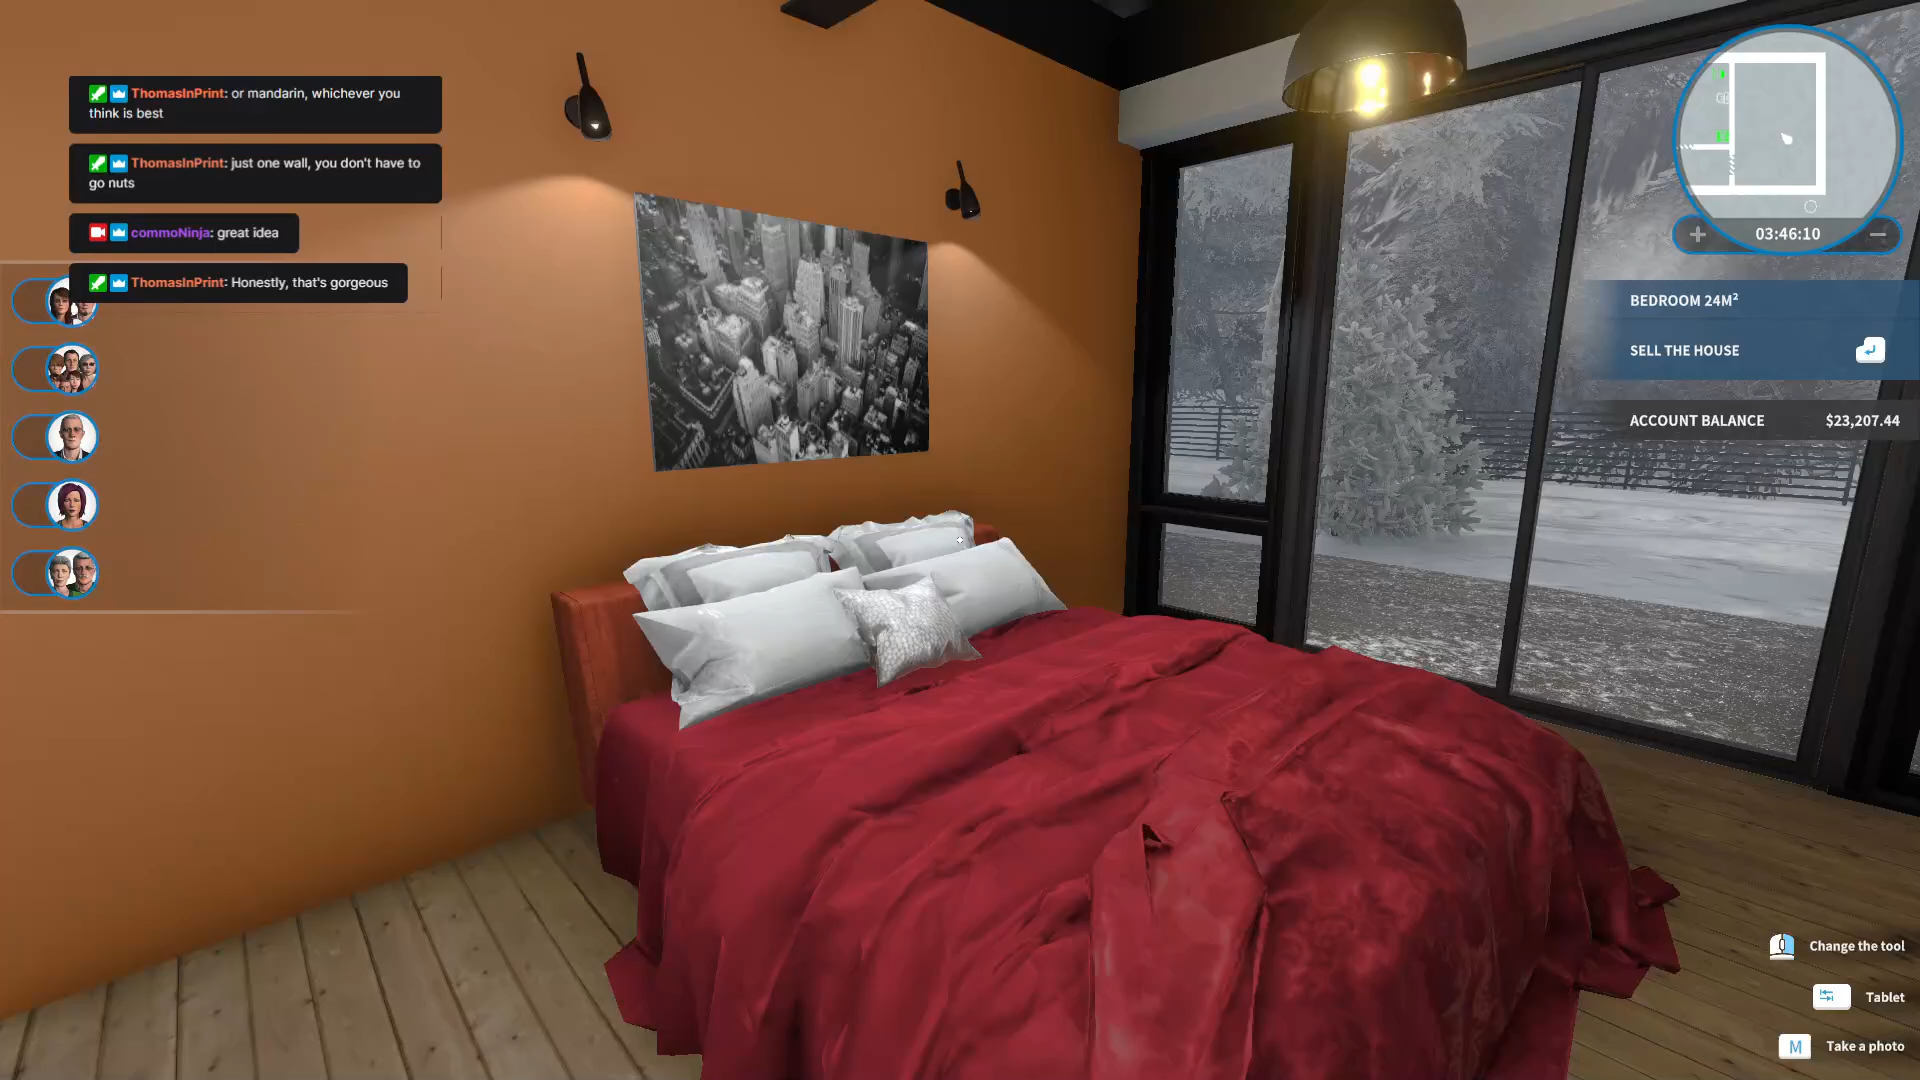 ThomasInPrint: or mandarin, whichever you
think is best
ThomasInPrint: just one wall, you don't have to
go nuts
commoNinja: great idea
ThomasInPrint: Honestly, that's gorgeous
03:46:10
BEDROOM 24M²
SELL THE HOUSE
ACCOUNT BALANCE $23,207.44
Change the tool
Tablet
M Take a photo